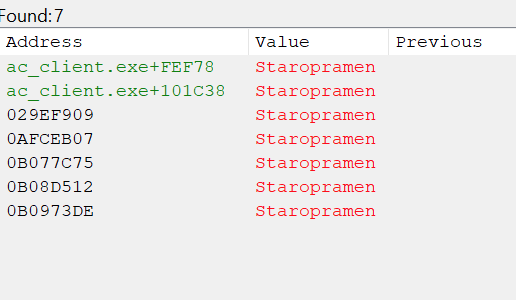 Found:7
Address Value Previous
ac_client.exe+FEF78 Staropramen
ac_client.exe+101C38 Staropramen
029EF909 Staropramen
0AFCEB07 Staropramen
0B077C75 Staropramen
0B08D512 Staropramen
0B0973DE Staropramen